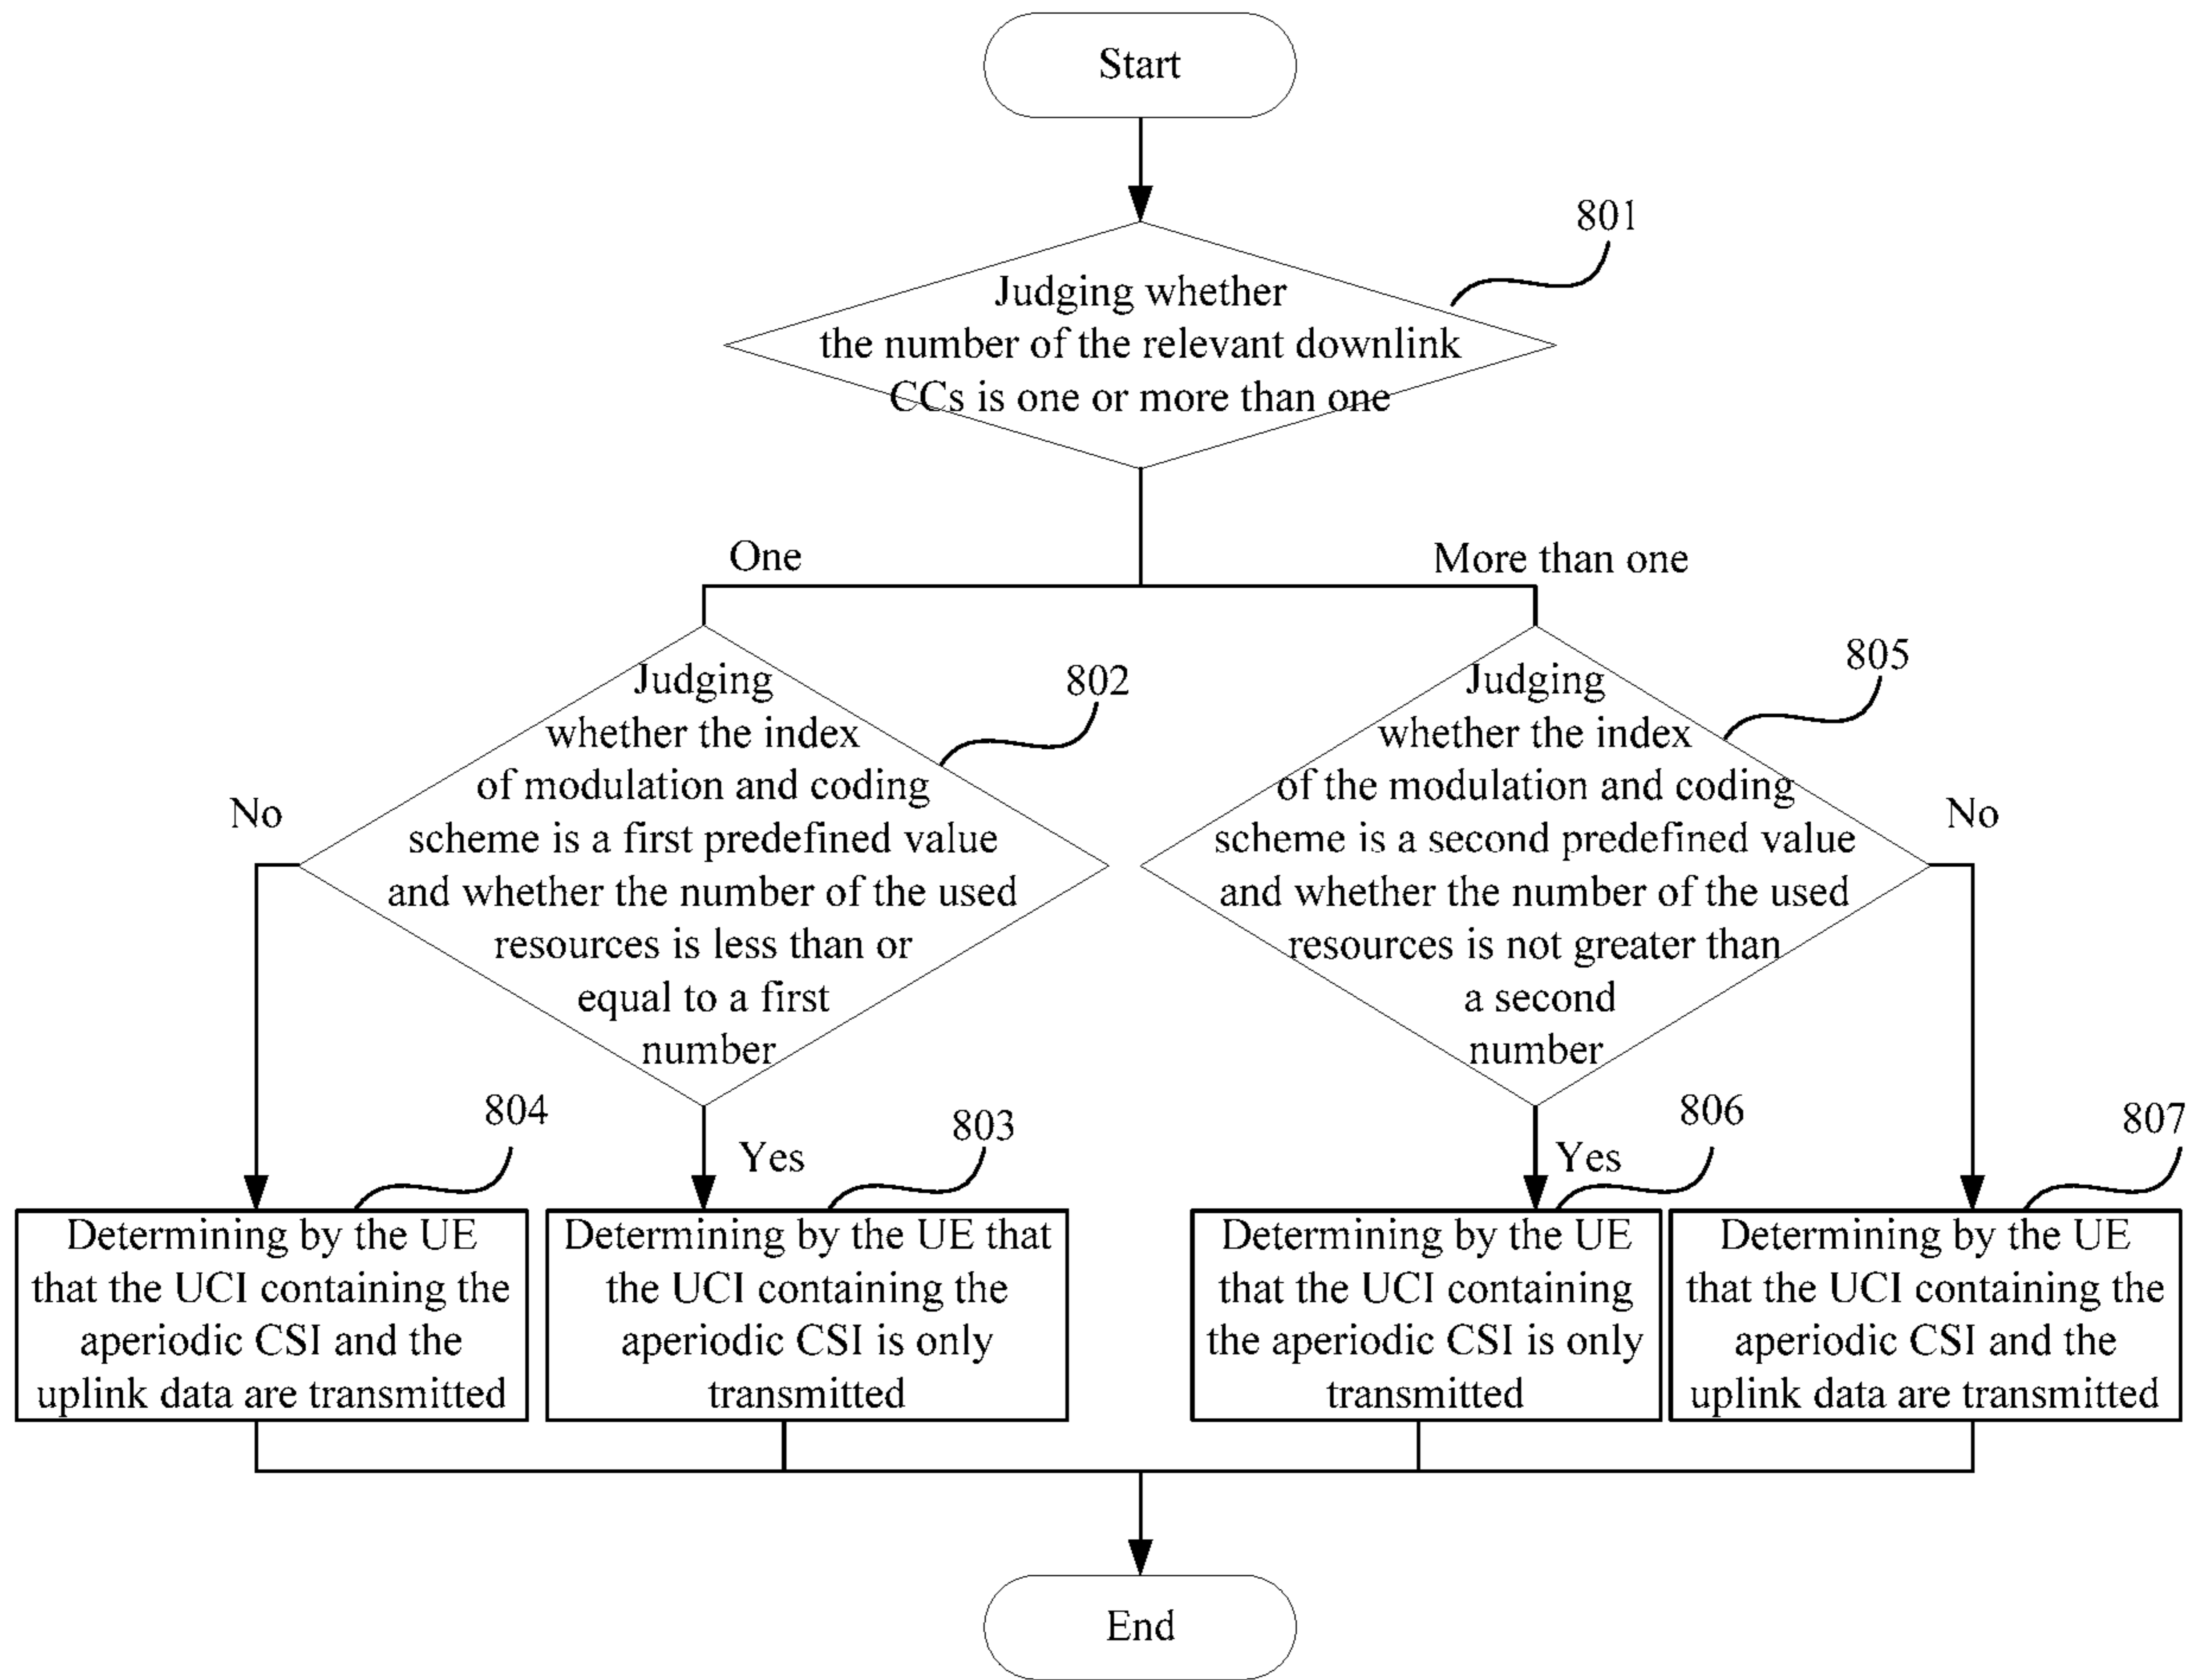 Start
801
Judging whether
the number of the relevant downlink
CCs is one or more than one
One
More than one
802
Judging
whether the index
of modulation and coding
scheme is a first predefined value
and whether the number of the used
resources is less than or
equal to a first
number
No
805
Judging
whether the index
of the modulation and coding
scheme is a second predefined value
and whether the number of the used
resources is not greater than
a second
number
No
804
Yes
803
Yes
806
807
Determining by the UE
that the UCI containing the
aperiodic CSI and the
uplink data are transmitted
Determining by the UE that
the UCI containing the
aperiodic CSI is only
transmitted
Determining by the UE
that the UCI containing
the aperiodic CSI is only
transmitted
Determining by the UE
that the UCI containing the
aperiodic CSI and the
uplink data are transmitted
End